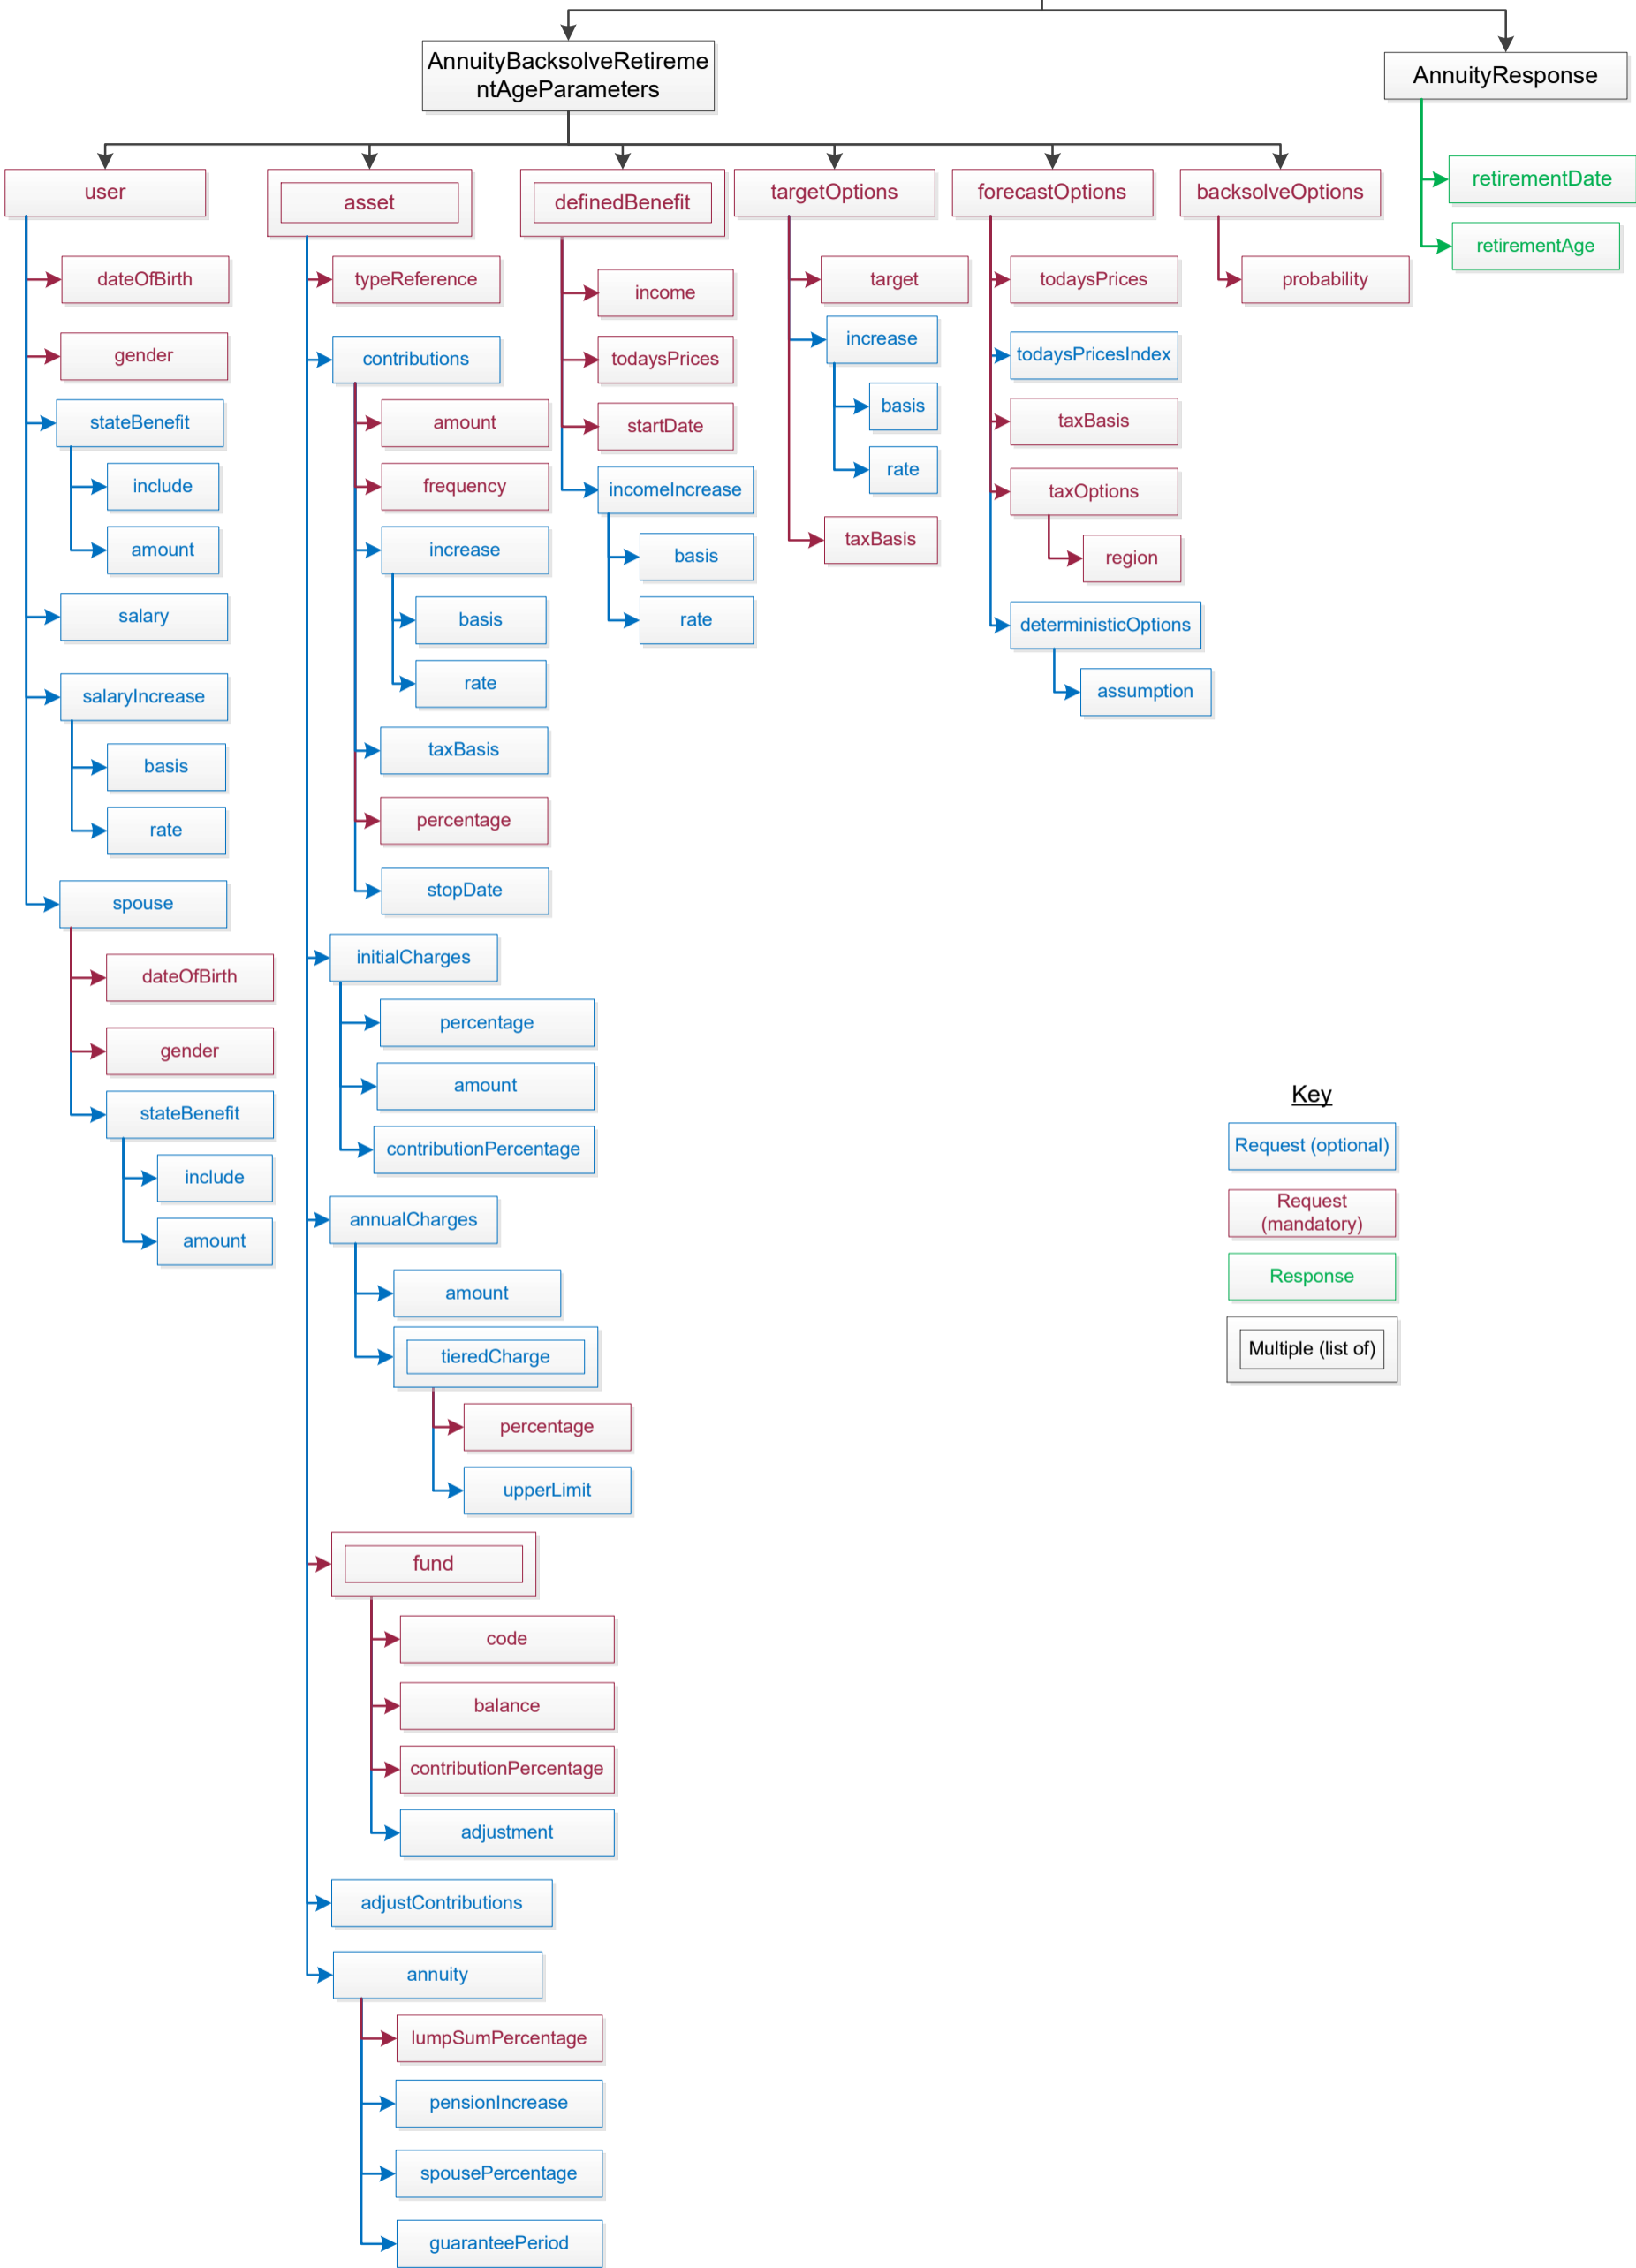 AnnuityBacksolveRetireme
ntAgeParameters
AnnuityResponse
retirementDate
retirementAge
user
dateOfBirth
gender
stateBenefit
include
amount
salary
salaryIncrease
basis
rate
spouse
dateOfBirth
gender
stateBenefit
include
amount
asset
typeReference
contributions
amount
frequency
increase
basis
rate
taxBasis
percentage
stopDate
initialCharges
percentage
amount
contributionPercentage
annualCharges
amount
tieredCharge
percentage
upperLimit
fund
code
balance
contributionPercentage
adjustment
adjustContributions
annuity
lumpSumPercentage
pensionIncrease
spousePercentage
guaranteePeriod
definedBenefit
income
todaysPrices
startDate
incomeIncrease
basis
rate
targetOptions
target
increase
basis
rate
taxBasis
forecastOptions
todaysPrices
todaysPricesIndex
taxBasis
taxOptions
region
deterministicOptions
assumption
backsolveOptions
probability
Key
Request (optional)
Request
(mandatory)
Response
Multiple (list of)